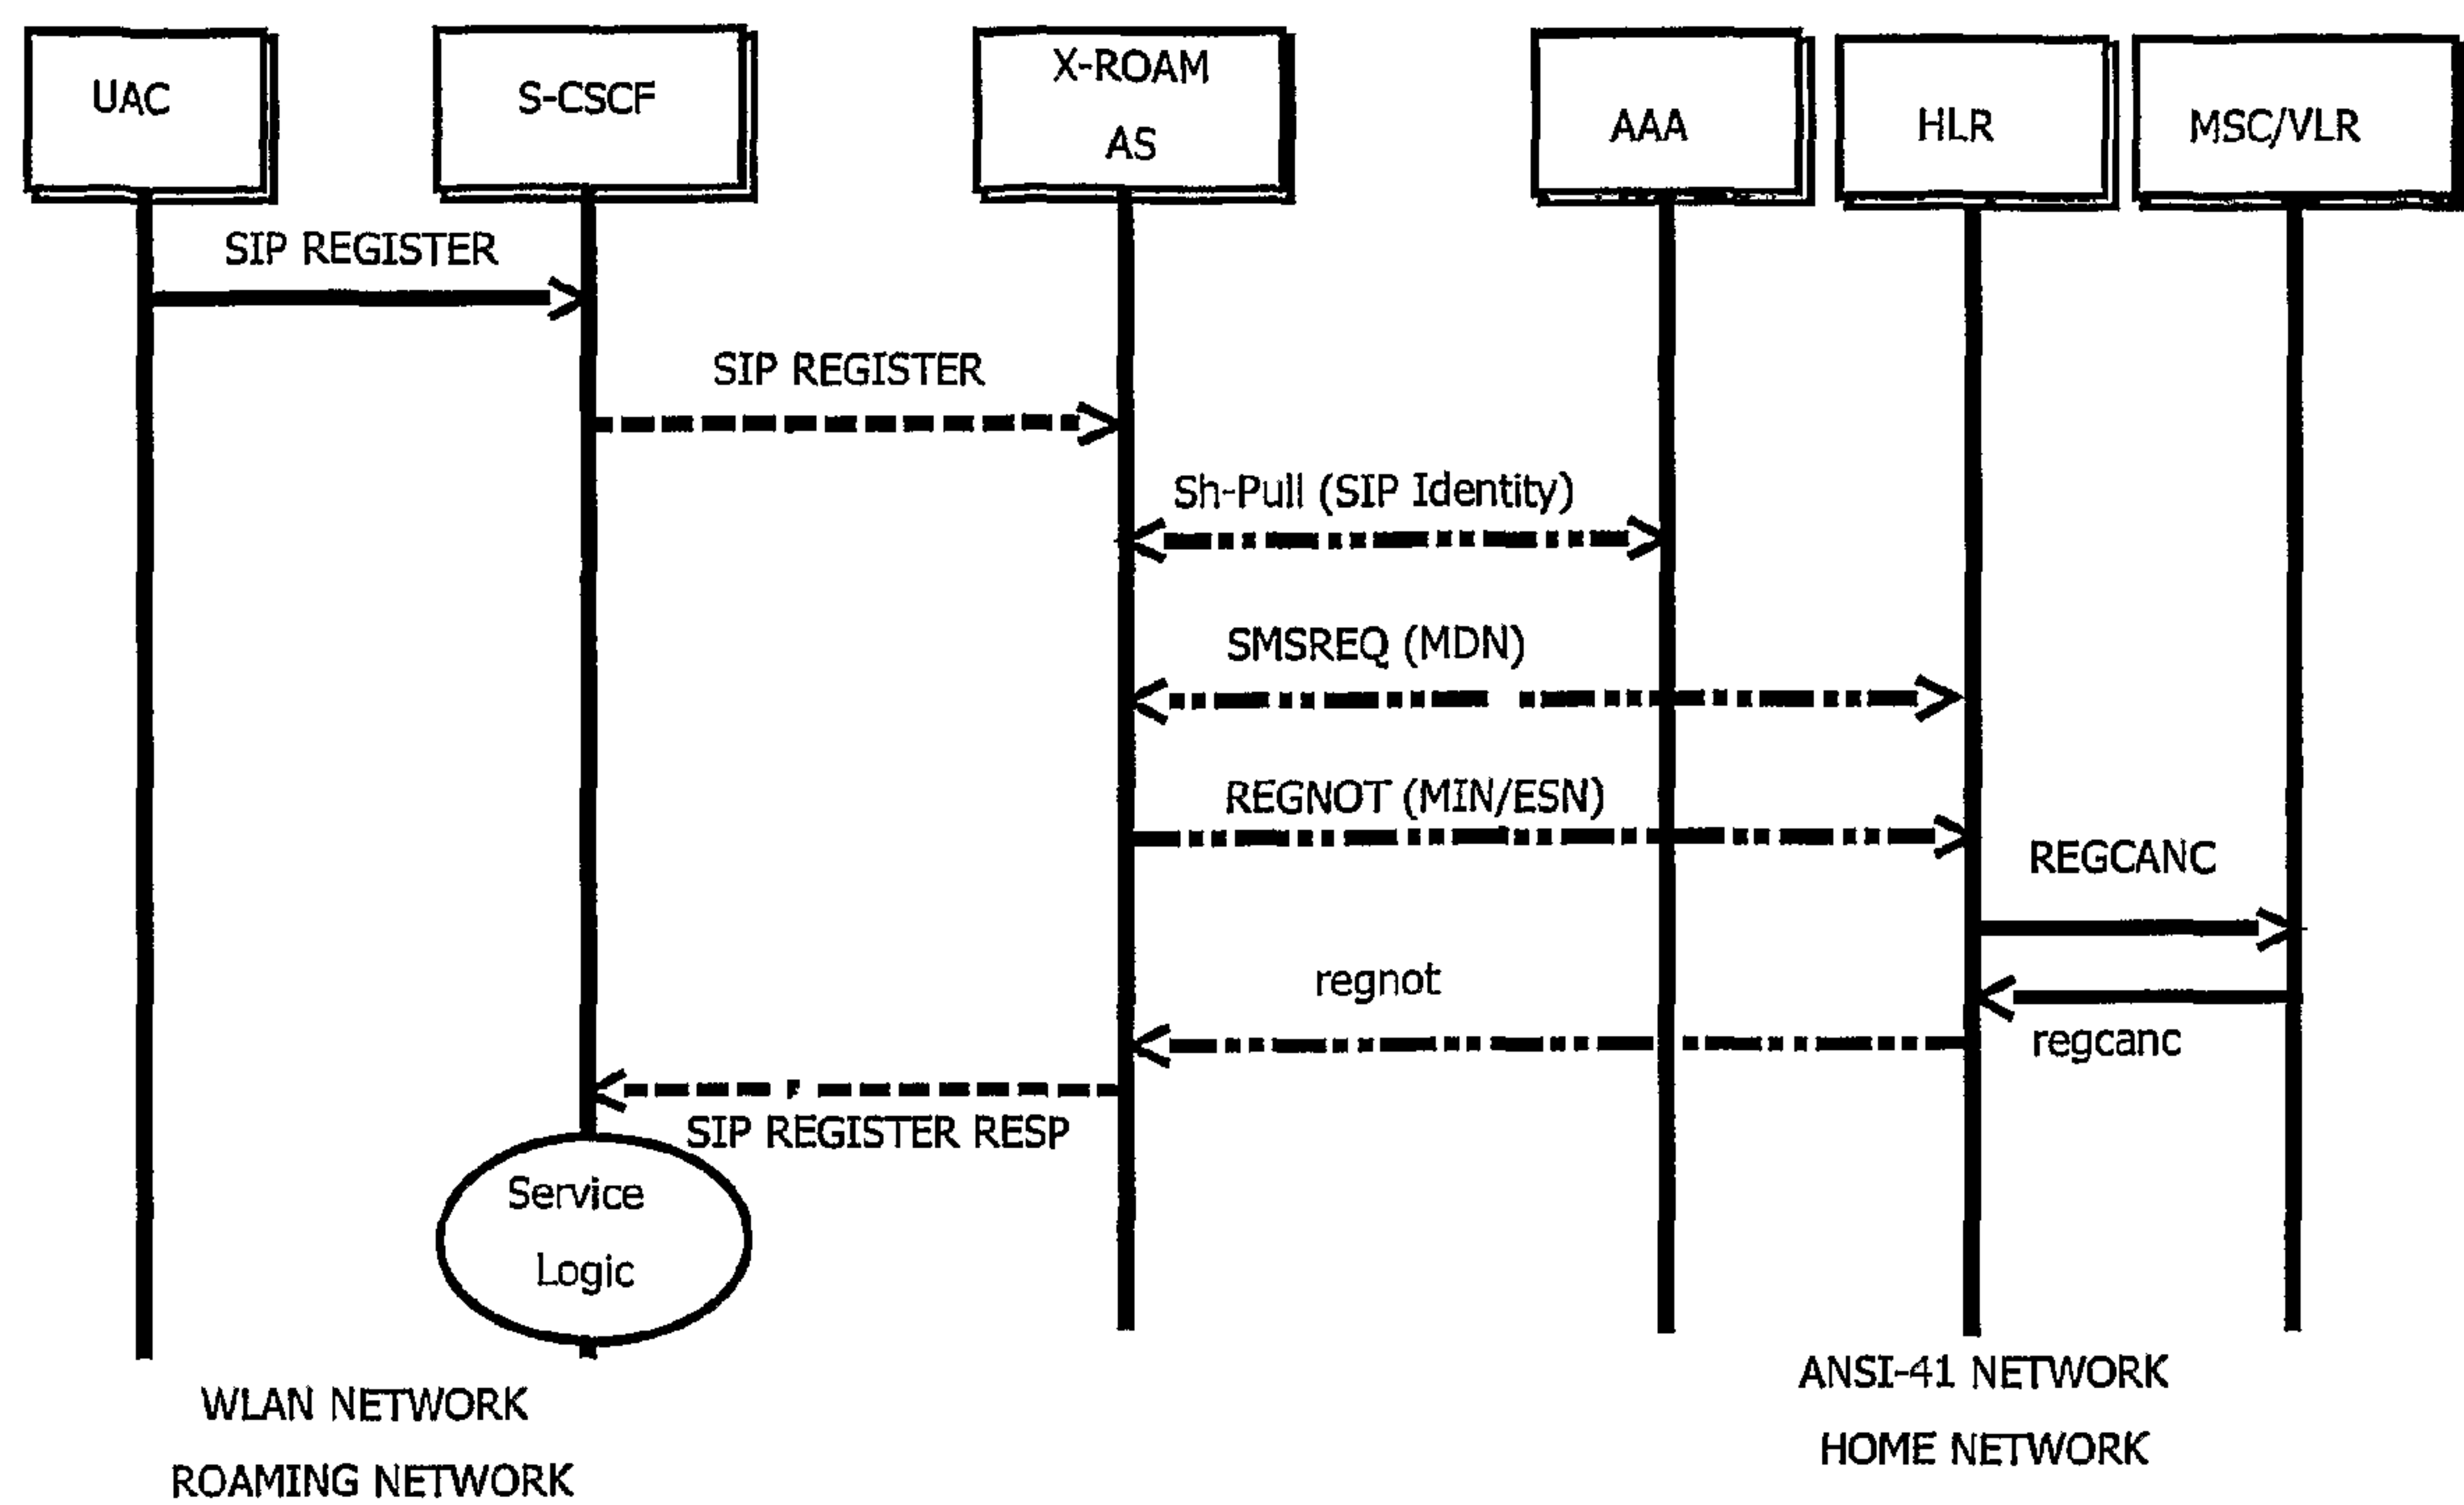 UAC
S-CSCF
X-ROAM
AS
AAA
HLR
MSC/VLR
SIP REGISTER
SIP REGISTER
Sh-Pull (SIP Identity)
SMSREQ (MDN)
REGNOT (MIN/ESN)
REGCANC
regnot
regcanc
SIP REGISTER RESP
Service
Logic
WLAN NETWORK
ROAMING NETWORK
ANSI-41 NETWORK
HOME NETWORK